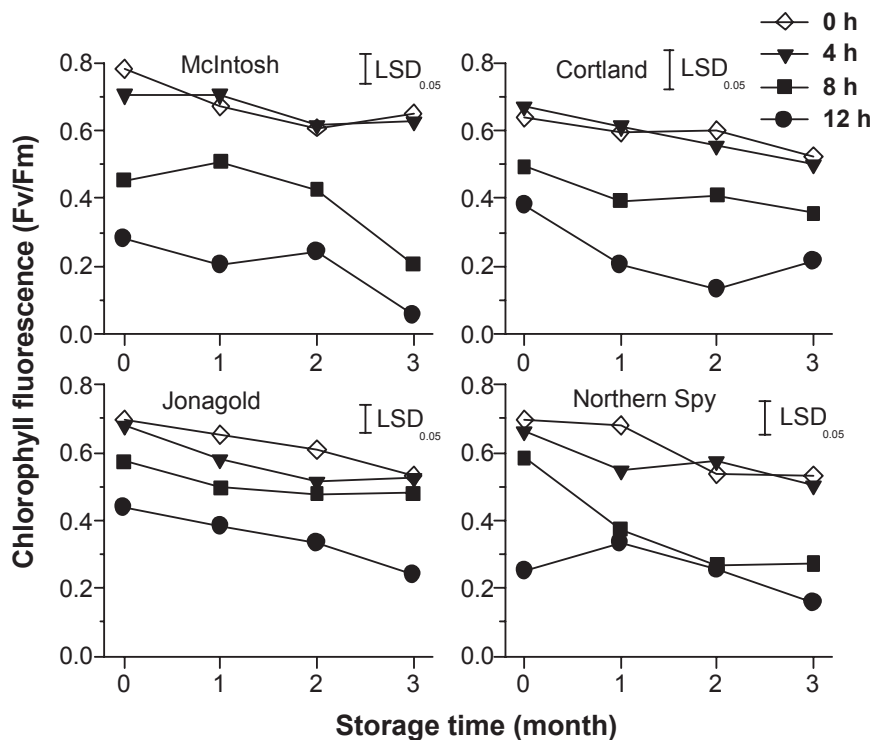 0 h
4 h
8 h
12 h
Chlorophyll fluorescence (Fv/Fm)
McIntosh
LSD0.05
0.8
0.6
0.4
0.2
0.0
0 1 2 3
Cortland
LSD0.05
0.8
0.6
0.4
0.2
0.0
0 1 2 3
Jonagold
LSD0.05
0.8
0.6
0.4
0.2
0.0
0 1 2 3
Northern Spy
LSD0.05
0.8
0.6
0.4
0.2
0.0
0 1 2 3
Storage time (month)